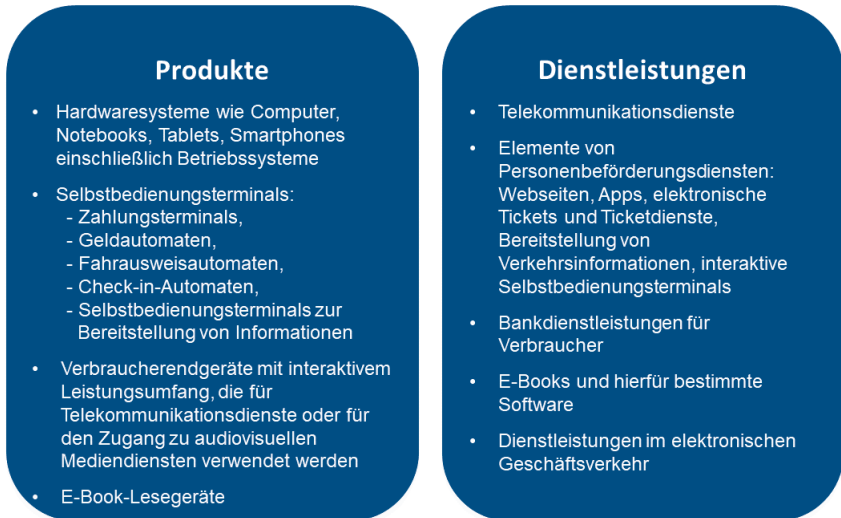 Produkte
• Hardwaresysteme wie Computer,
Notebooks, Tablets, Smartphones
einschließlich Betriebssysteme
• Selbstbedienungsterminals:
- Zahlungsterminals,
- Geldautomaten,
- Fahrausweisautomaten,
- Check-in-Automaten,
- Selbstbedienungsterminals zur
Bereitstellung von Informationen
• Verbraucherendgeräte mit interaktivem
Leistungsumfang, die für
Telekommunikationsdienste oder für
den Zugang zu audiovisuellen
Mediendiensten verwendet werden
• E-Book-Lesegeräte
Dienstleistungen
• Telekommunikationsdienste
• Elemente von
Personenbeförderungsdiensten:
Webseiten, Apps, elektronische
Tickets und Ticketdienste,
Bereitstellung von
Verkehrsinformationen, interaktive
Selbstbedienungsterminals
• Bankdienstleistungen für
Verbraucher
• E-Books und hierfür bestimmte
Software
• Dienstleistungen im elektronischen
Geschäftsverkehr